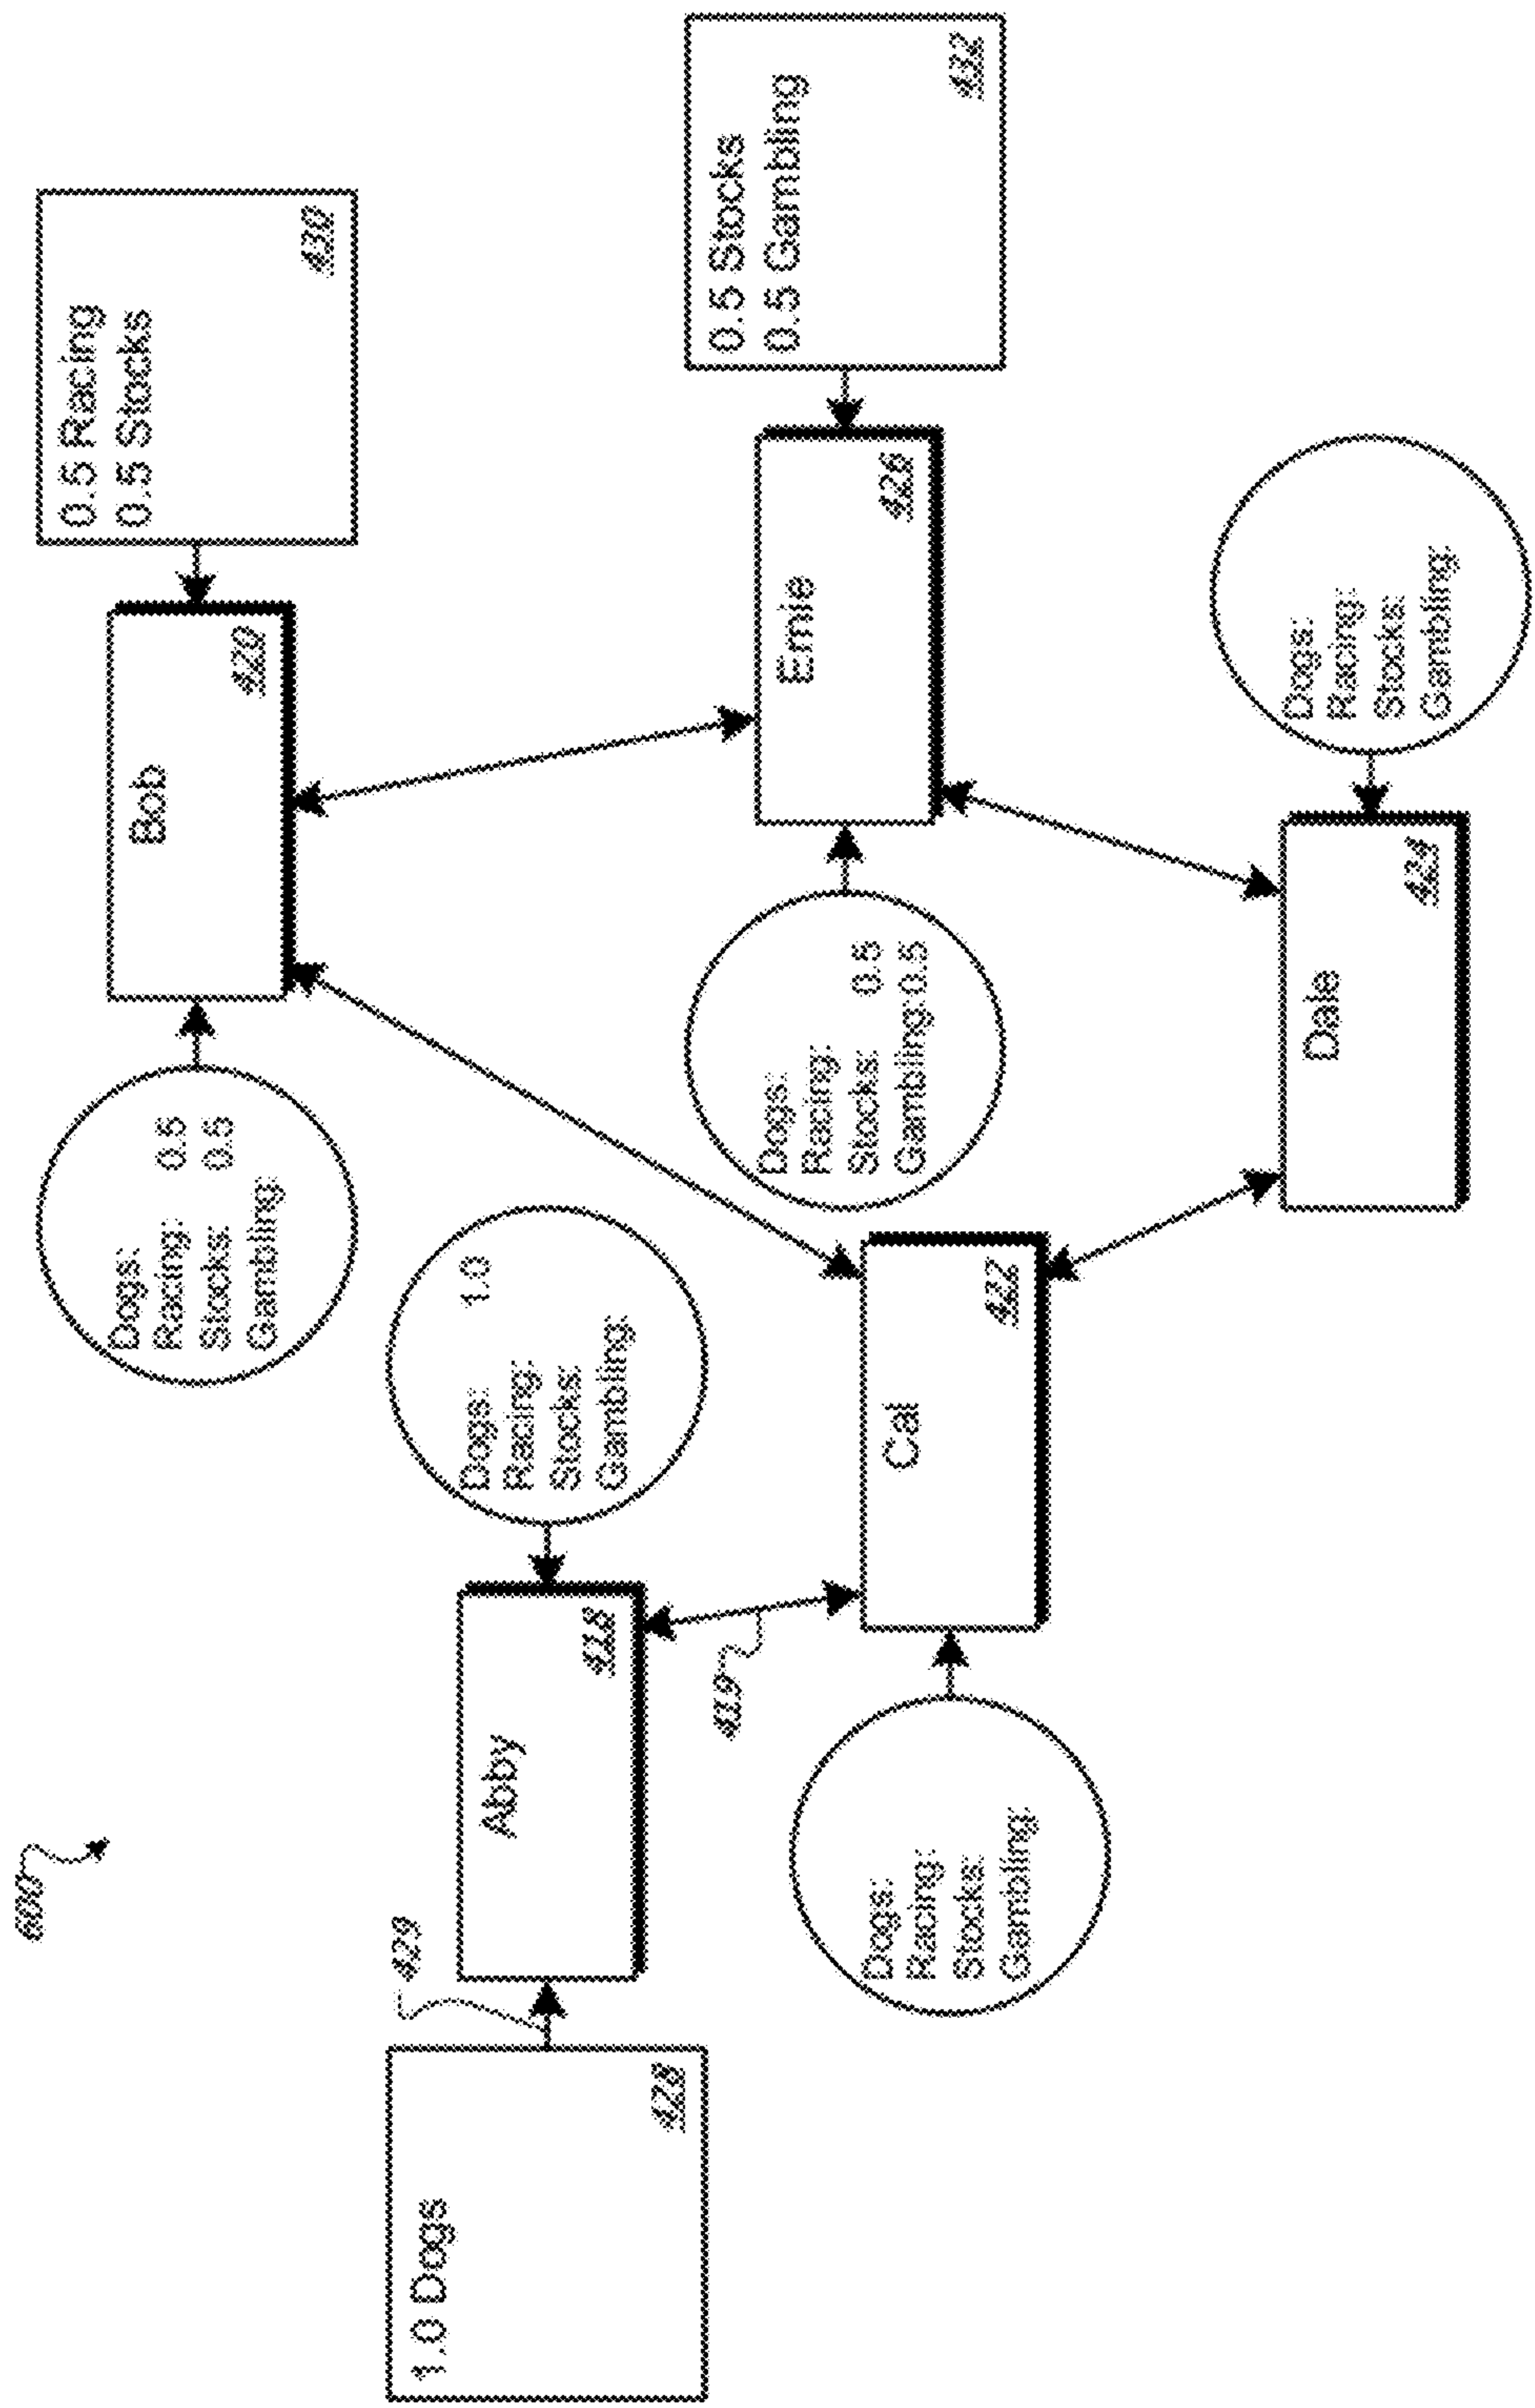 600
1.0 Dogs
428
429
Abby
418
Dogs: 1.0
Racing:
Stocks:
Gambling:
419
Dogs:
Racing: 0.5
Stocks: 0.5
Gambling:
Bob
420
0.5 Racing
0.5 Stocks
430
Dogs:
Racing:
Stocks:
Gambling:
Cal
422
Dogs:
Racing:
Stocks: 0.5
Gambling: 0.5
Ernie
426
0.5 Stocks
0.5 Gambling
432
Dale
424
Dogs:
Racing:
Stocks:
Gambling: